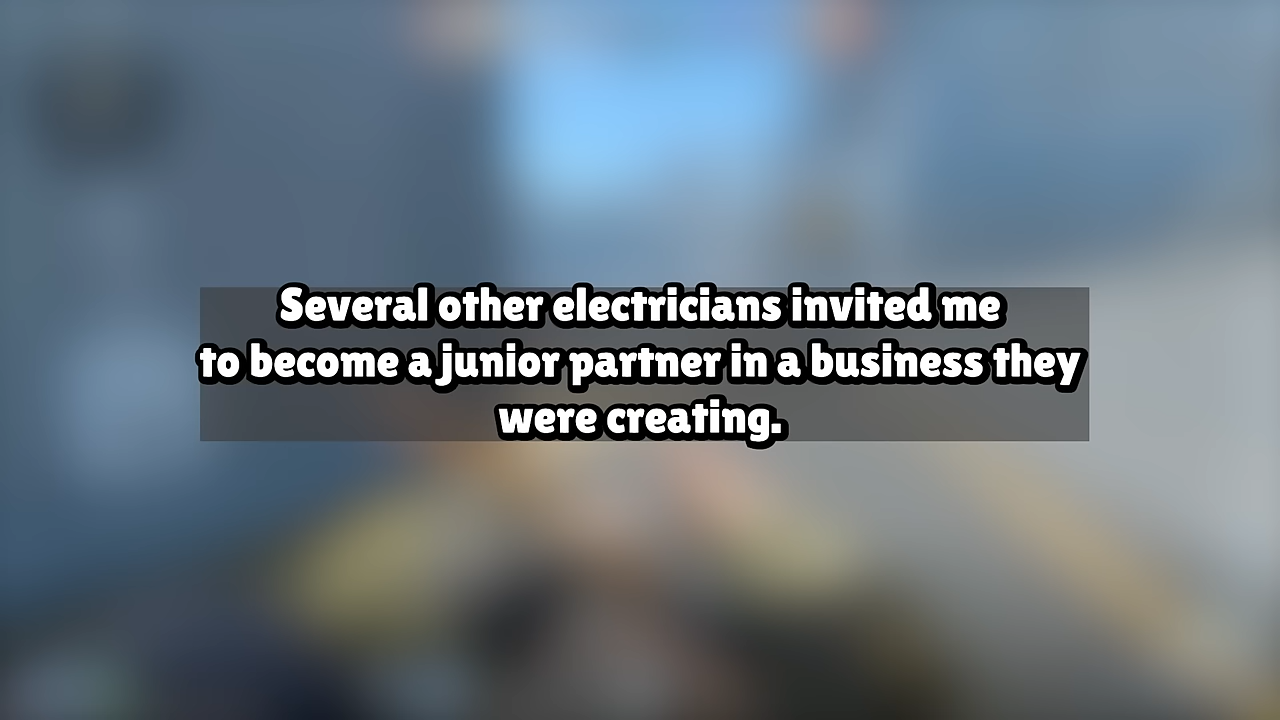 Several other electricians invited me
to become a junior partner in a business they
were creating.